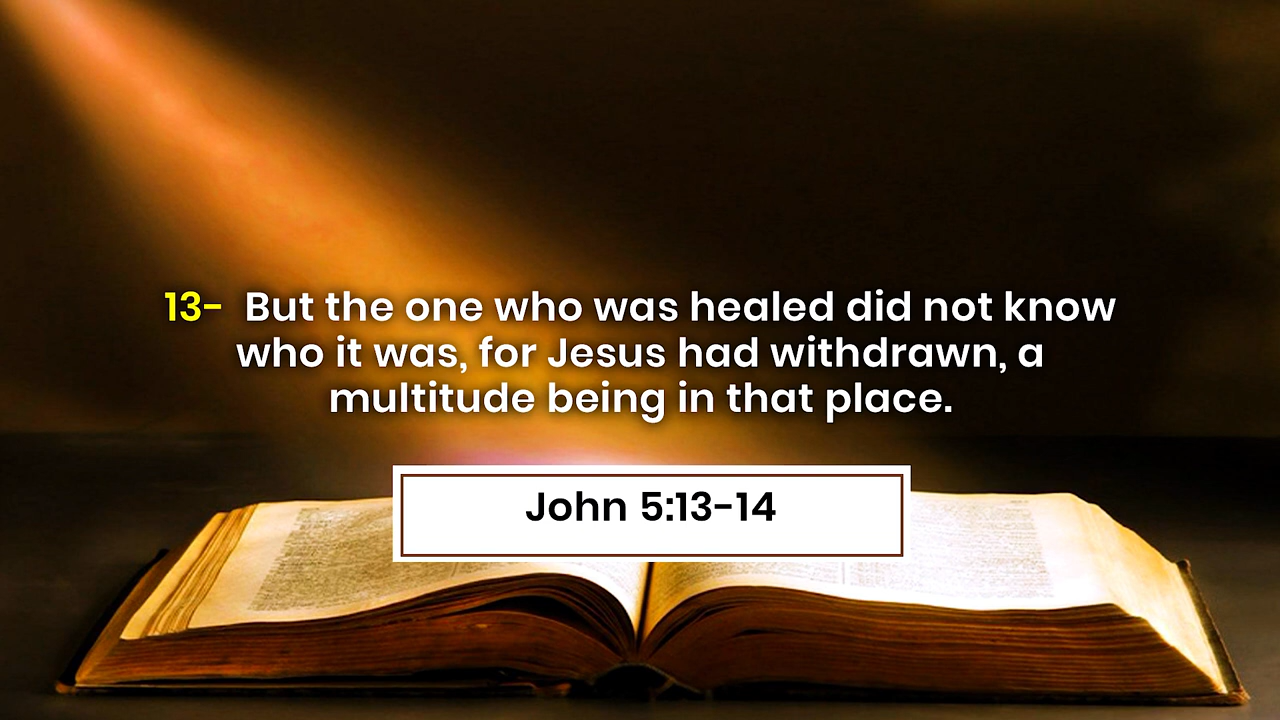 13- But the one who was healed did not know
who it was, for Jesus had withdrawn, a
multitude being in that place.
John 5:13-14